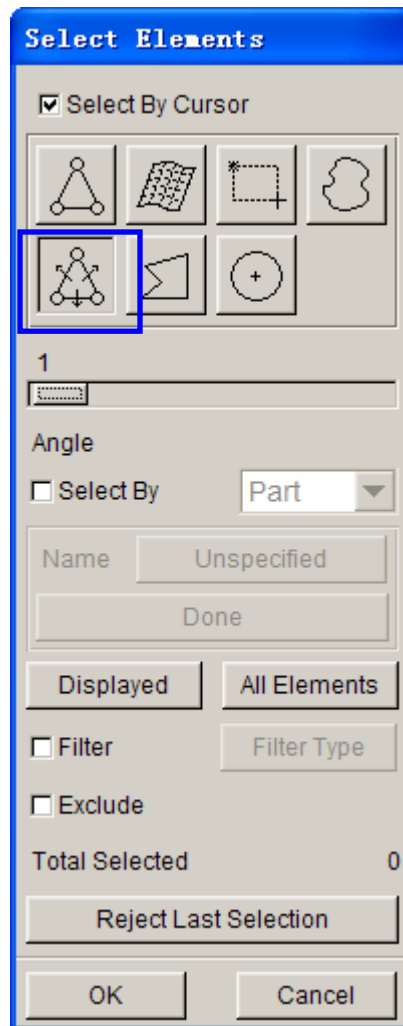 Select Elements
Select By Cursor
1
Angle
Select By Part
Name Unspecified
Done
Displayed All Elements
Filter Filter Type
Exclude
Total Selected 0
Reject Last Selection
OK Cancel